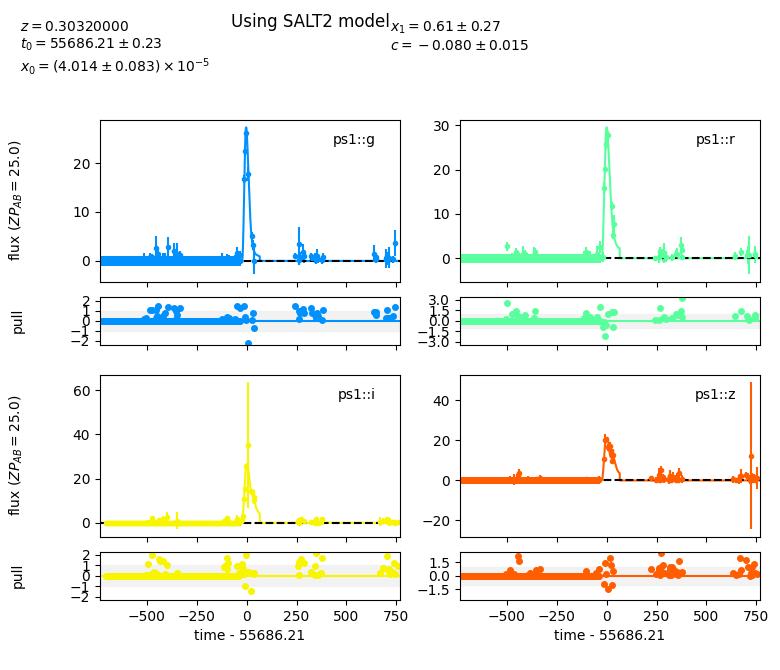 Using SALT2 model
z = 0.30320000
t₀ = 55686.21 ± 0.23
x₀ = (4.014 ± 0.083) × 10⁻⁵
x₁ = 0.61 ± 0.27
c = −0.080 ± 0.015
flux (ZP_AB = 25.0)
20
10
0
ps1::g
30
20
10
0
ps1::r
pull
2
1
0
−1
−2
3.0
1.5
0.0
−1.5
−3.0
flux (ZP_AB = 25.0)
60
40
20
0
ps1::i
40
20
0
−20
ps1::z
pull
2
1
0
−1
−2
1.5
0.0
−1.5
−500 −250 0 250 500 750
−500 −250 0 250 500 750
time - 55686.21
time - 55686.21